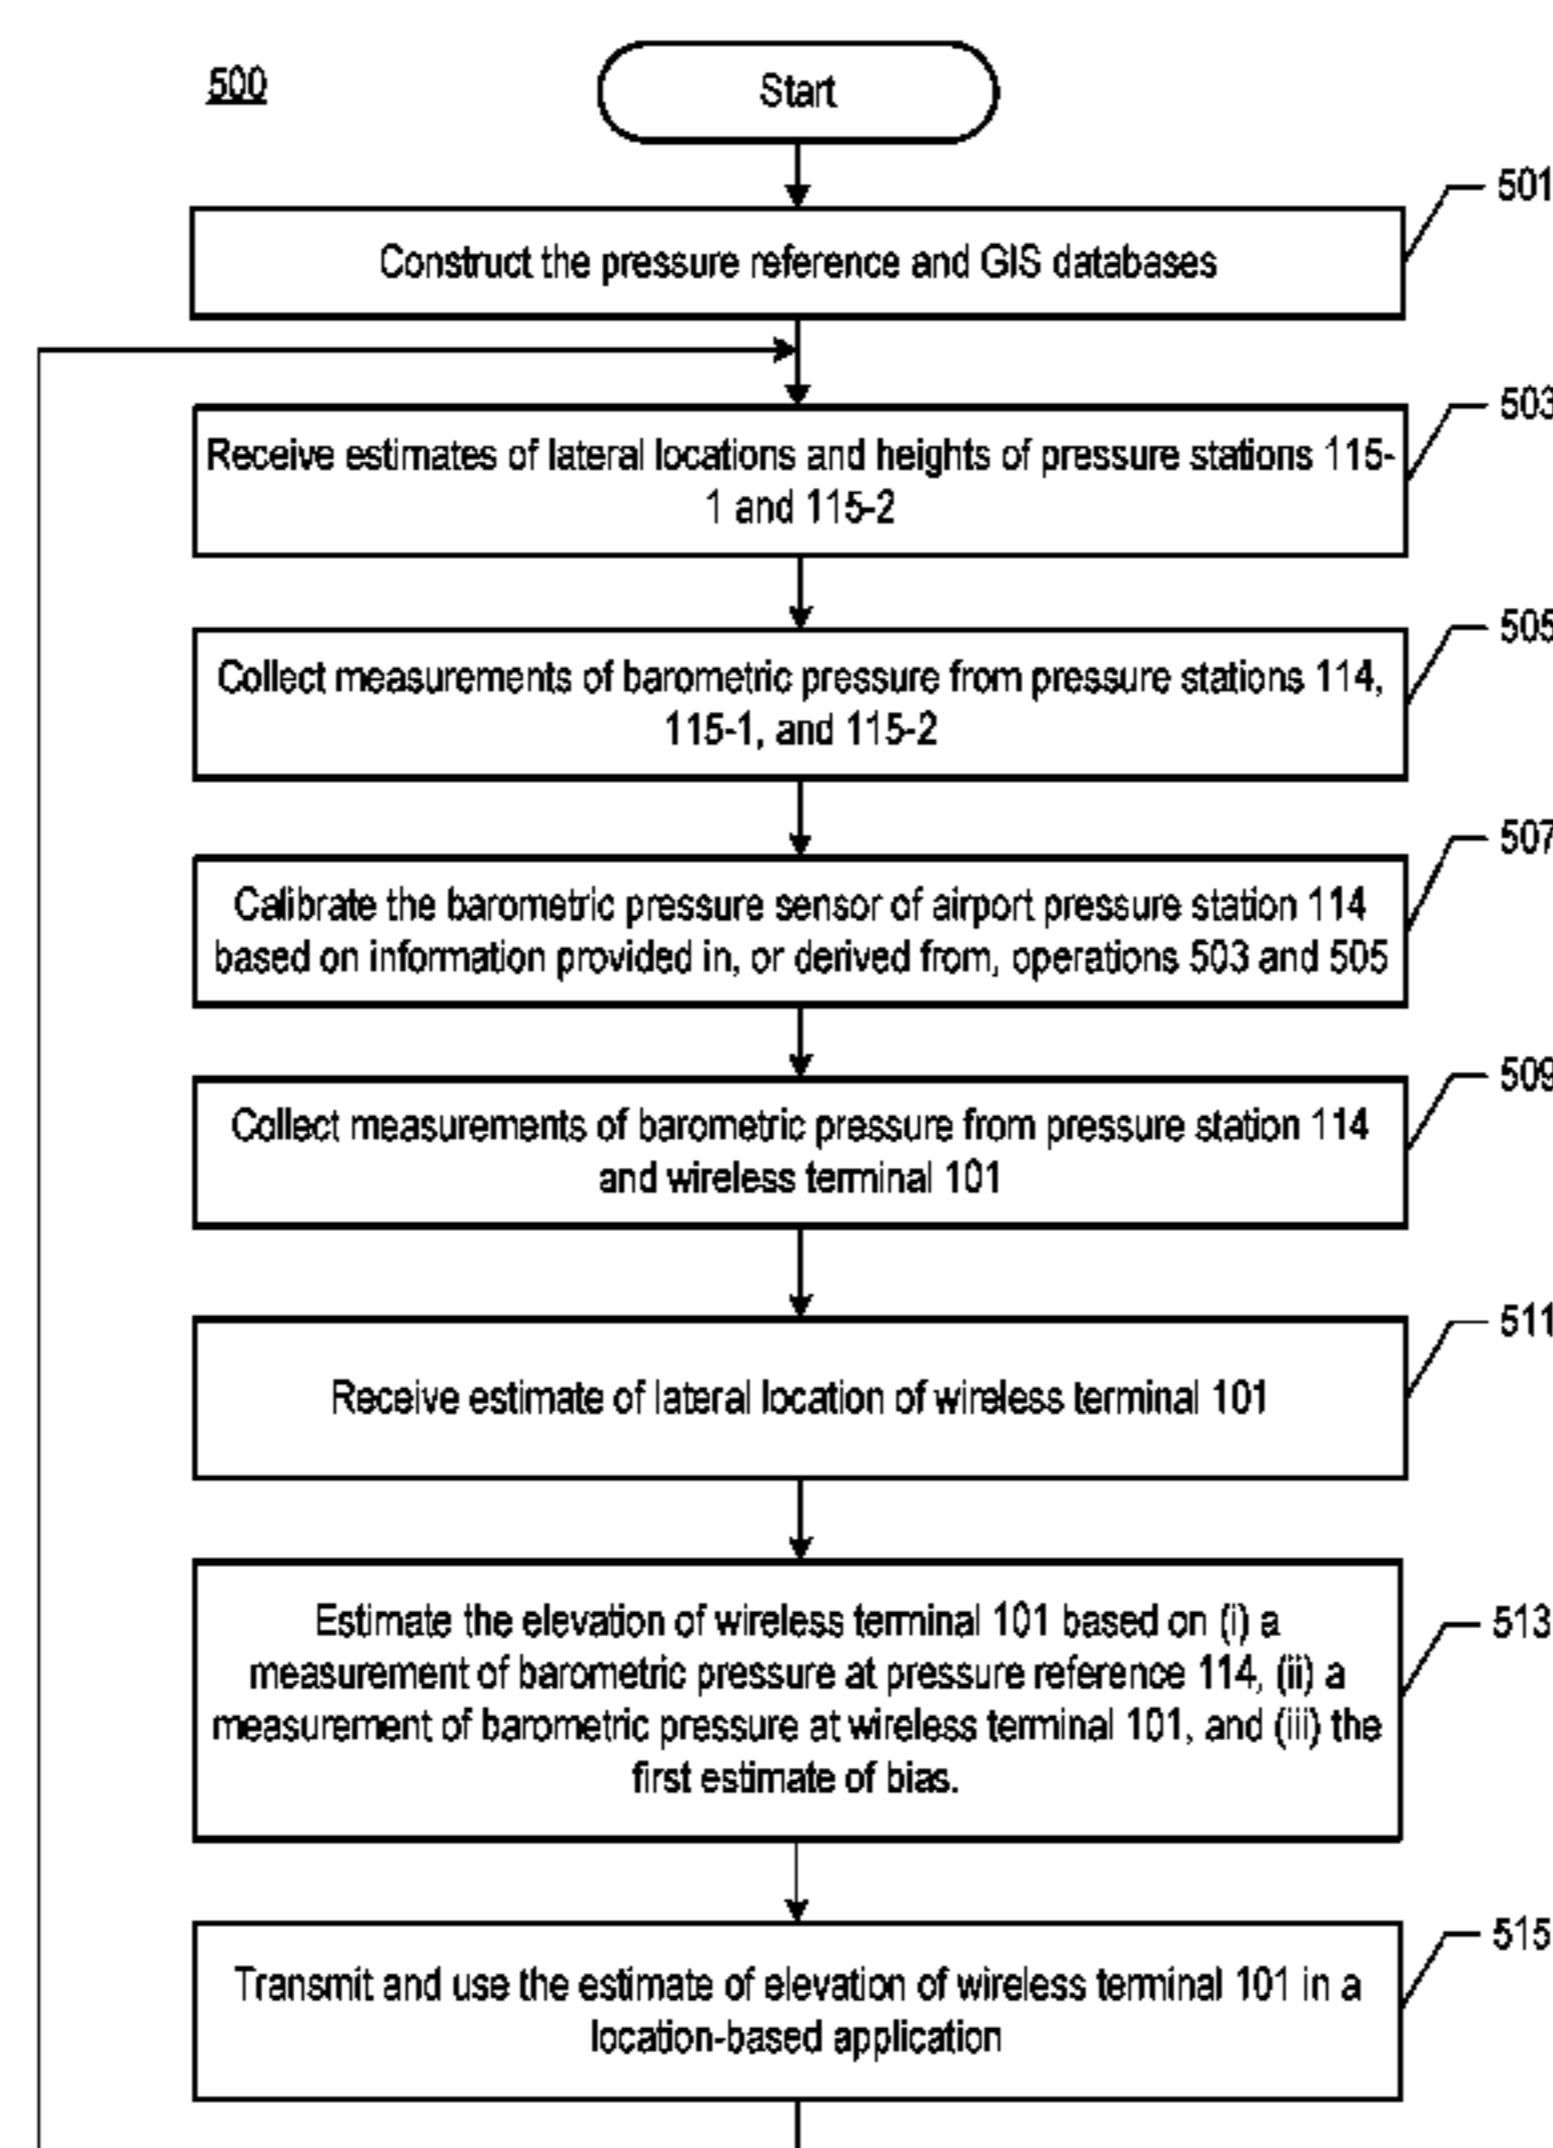 500
Start
501
Construct the pressure reference and GIS databases
503
Receive estimates of lateral locations and heights of pressure stations 115-
1 and 115-2
505
Collect measurements of barometric pressure from pressure stations 114,
115-1, and 115-2
507
Calibrate the barometric pressure sensor of airport pressure station 114
based on information provided in, or derived from, operations 503 and 505
509
Collect measurements of barometric pressure from pressure station 114
and wireless terminal 101
511
Receive estimate of lateral location of wireless terminal 101
513
Estimate the elevation of wireless terminal 101 based on (i) a
measurement of barometric pressure at pressure reference 114, (ii) a
measurement of barometric pressure at wireless terminal 101, and (iii) the
first estimate of bias.
515
Transmit and use the estimate of elevation of wireless terminal 101 in a
location-based application